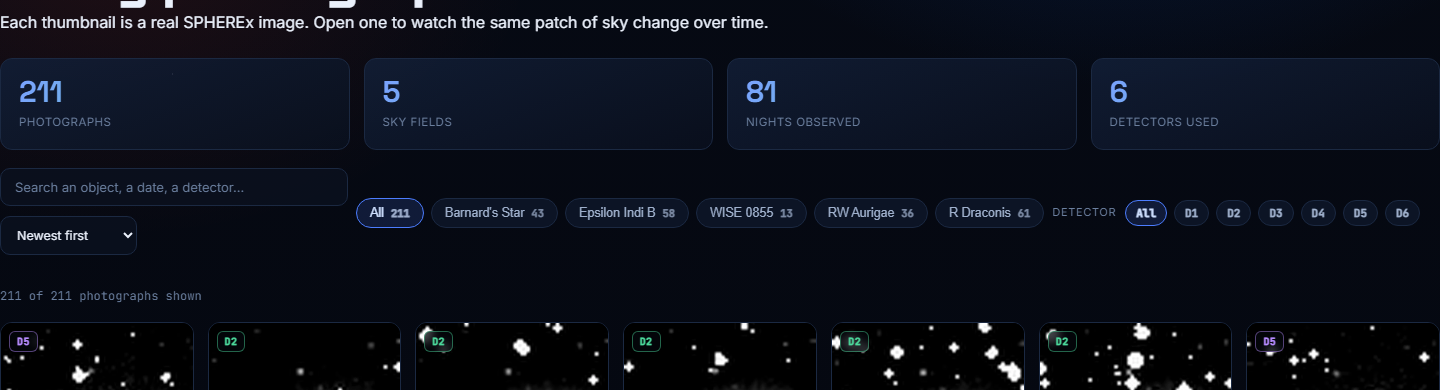 Each thumbnail is a real SPHEREx image. Open one to watch the same patch of sky change over time.
211
PHOTOGRAPHS
5
SKY FIELDS
81
NIGHTS OBSERVED
6
DETECTORS USED
Search an object, a date, a detector...
Newest first
All 211 Barnard's Star 43 Epsilon Indi B 58 WISE 0855 13 RW Aurigae 36 R Draconis 61 DETECTOR All D1 D2 D3 D4 D5 D6
211 of 211 photographs shown
D5 D2 D2 D2 D2 D2 D5